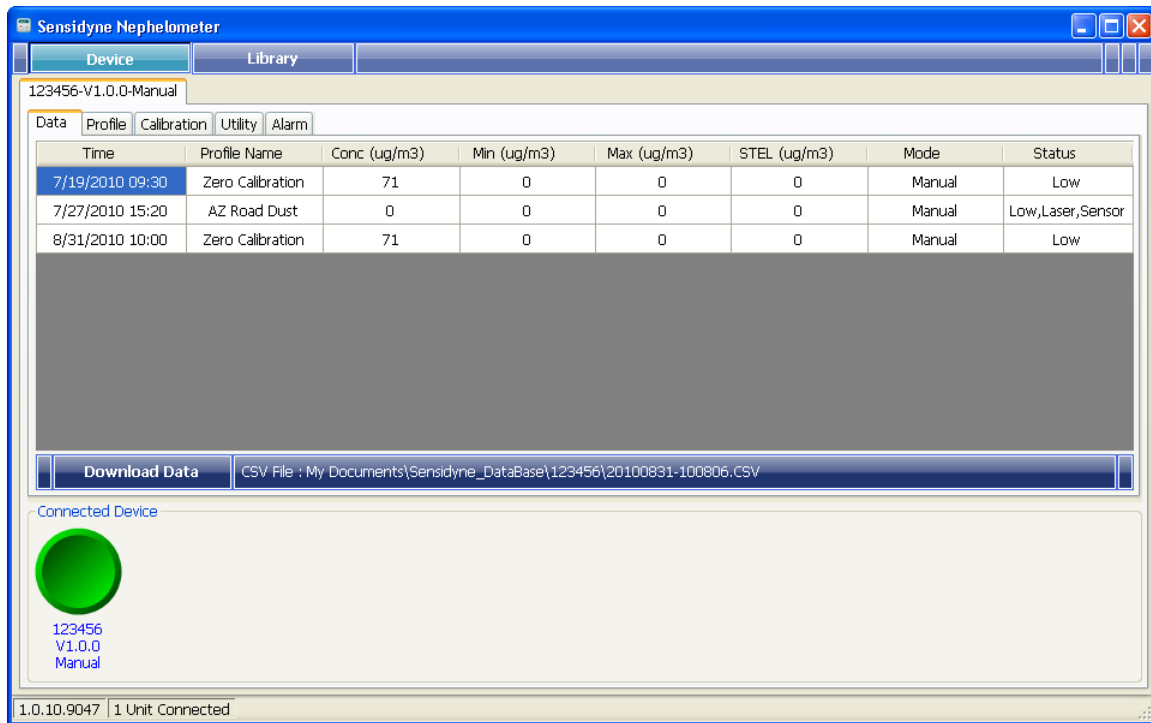 Sensidyne Nephelometer
Device Library
123456-V1.0.0-Manual
Data Profile Calibration Utility Alarm
Time Profile Name Conc (ug/m3) Min (ug/m3) Max (ug/m3) STEL (ug/m3) Mode Status
7/19/2010 09:30 Zero Calibration 71 0 0 0 Manual Low
7/27/2010 15:20 AZ Road Dust 0 0 0 0 Manual Low,Laser,Sensor
8/31/2010 10:00 Zero Calibration 71 0 0 0 Manual Low
Download Data CSV File : My Documents\Sensidyne_DataBase\123456\20100831-100806.CSV
Connected Device
123456
V1.0.0
Manual
1.0.10.9047 1 Unit Connected